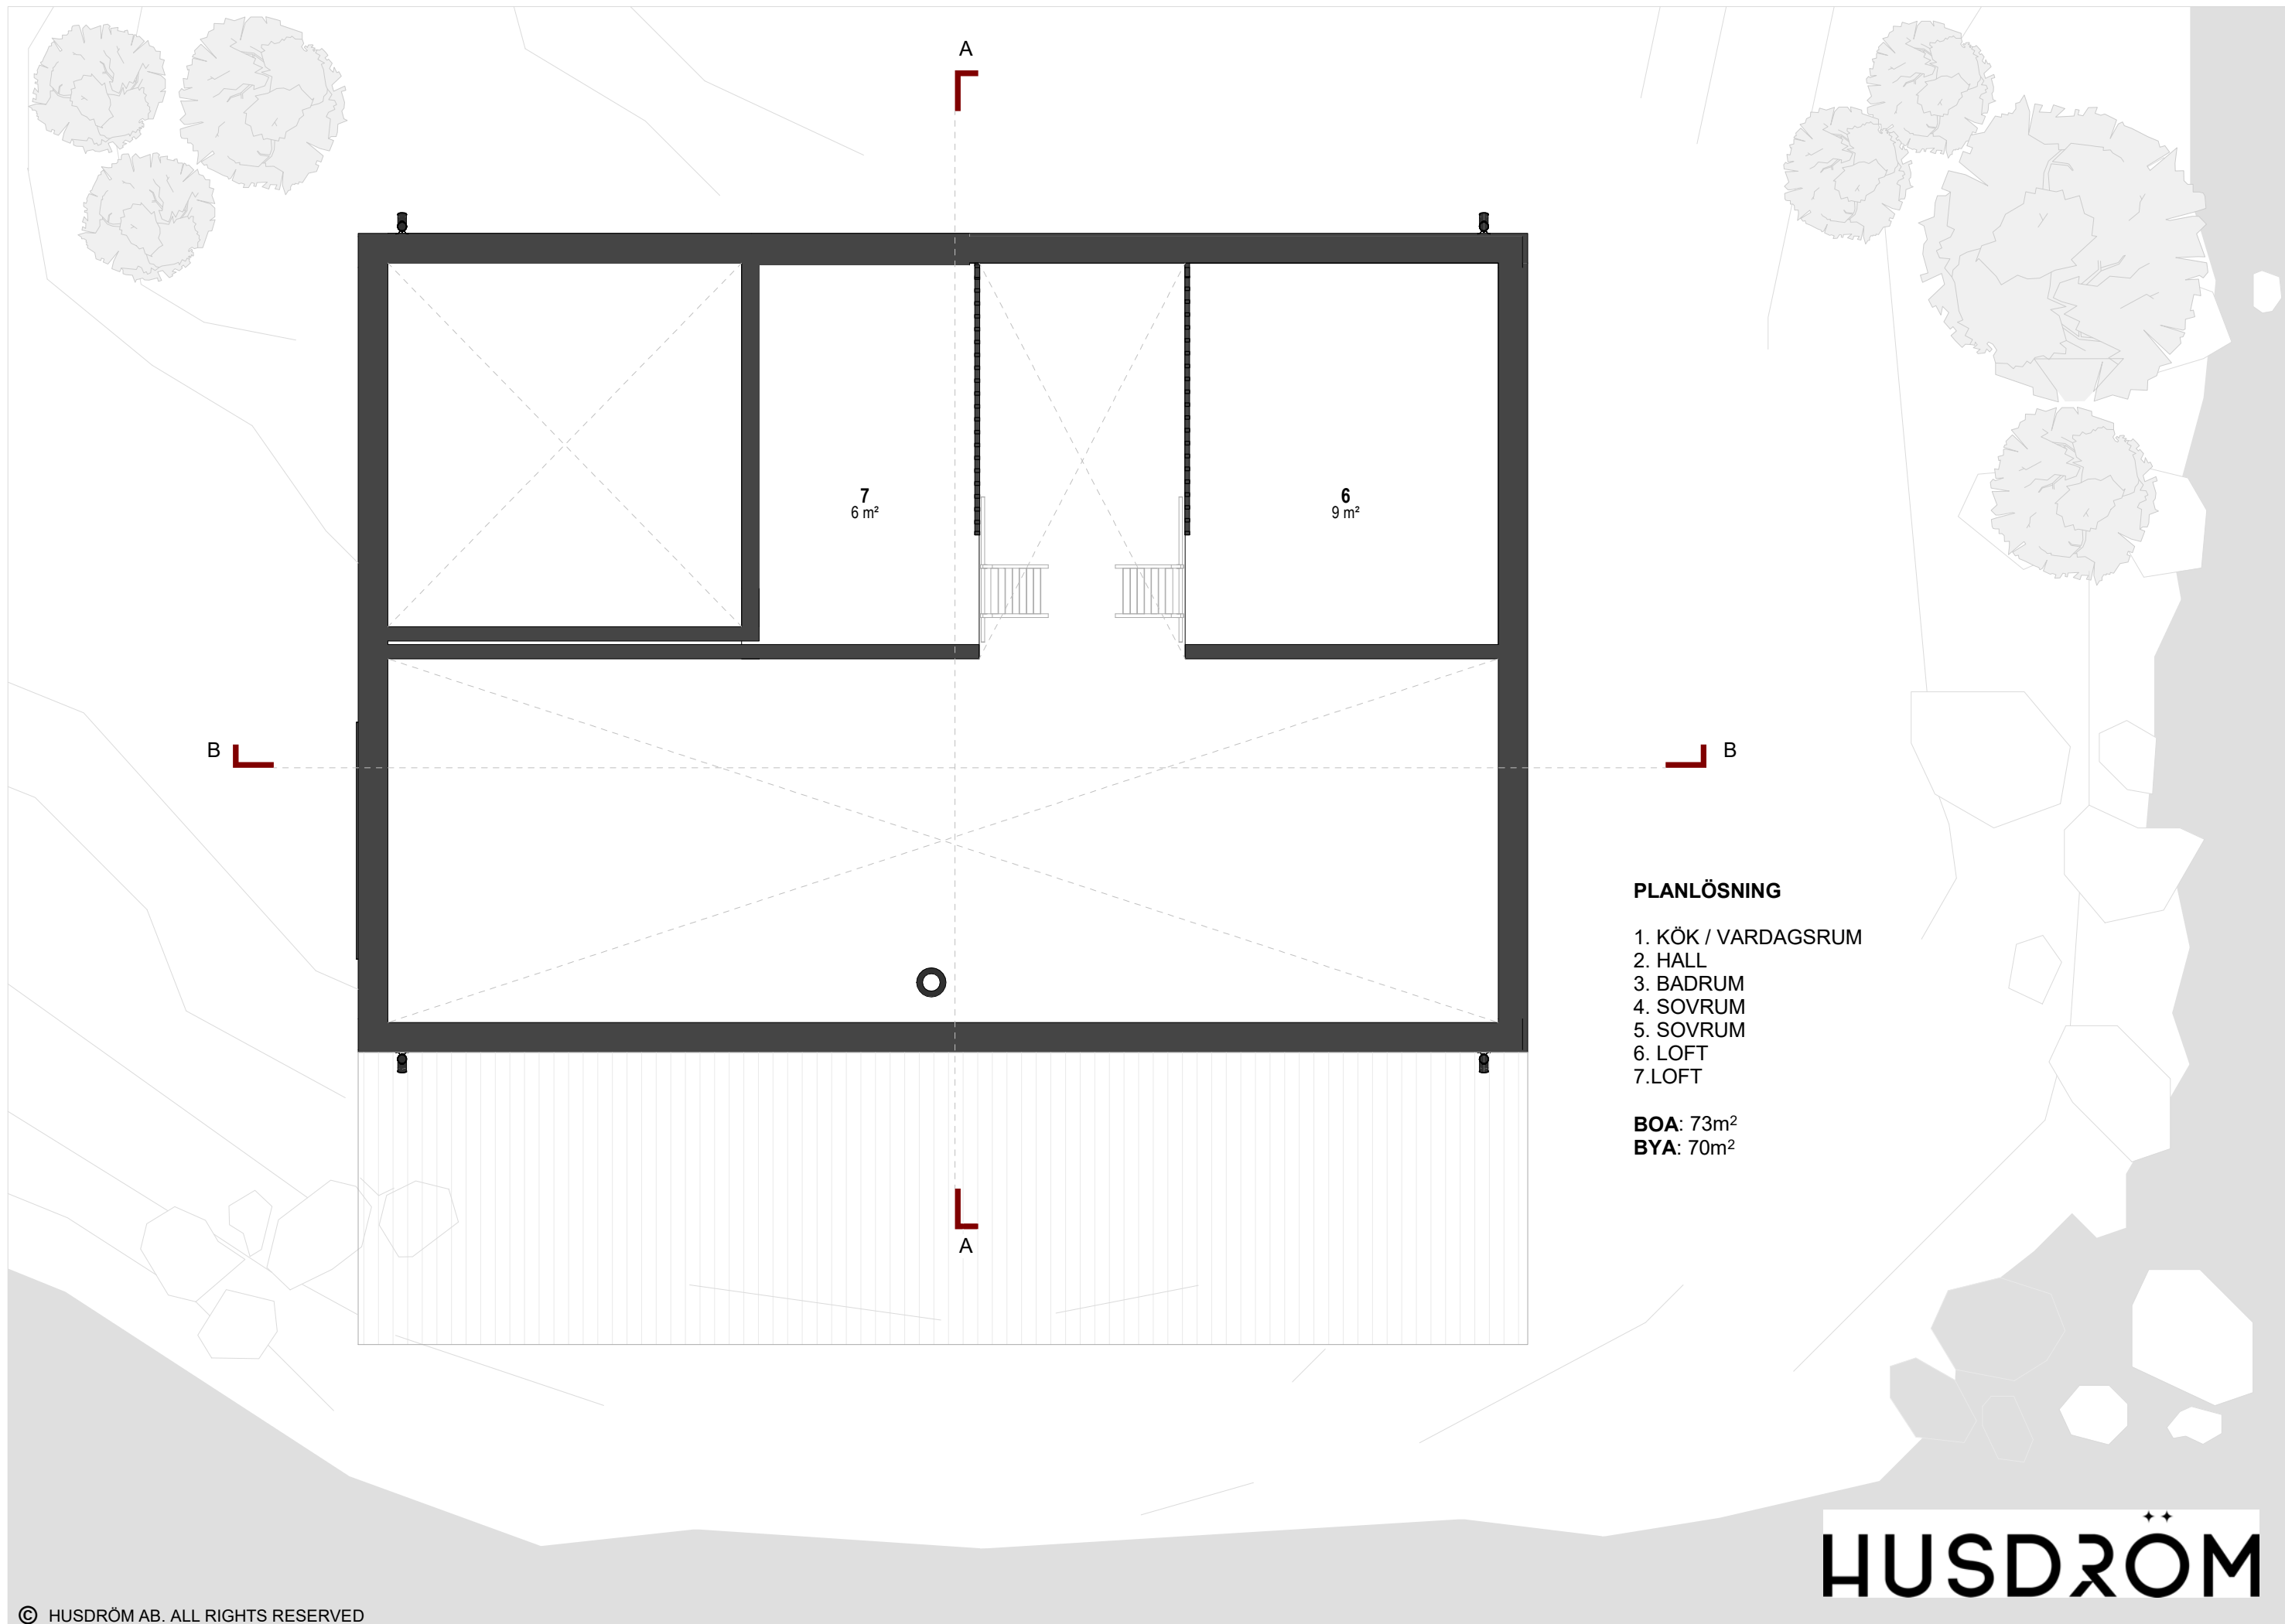 A
7
6 m²
6
9 m²
B
B
PLANLÖSNING
1. KÖK / VARDAGSRUM
2. HALL
3. BADRUM
4. SOVRUM
5. SOVRUM
6. LOFT
7.LOFT
BOA: 73m²
BYA: 70m²
A
HUSDRÖM
© HUSDRÖM AB. ALL RIGHTS RESERVED